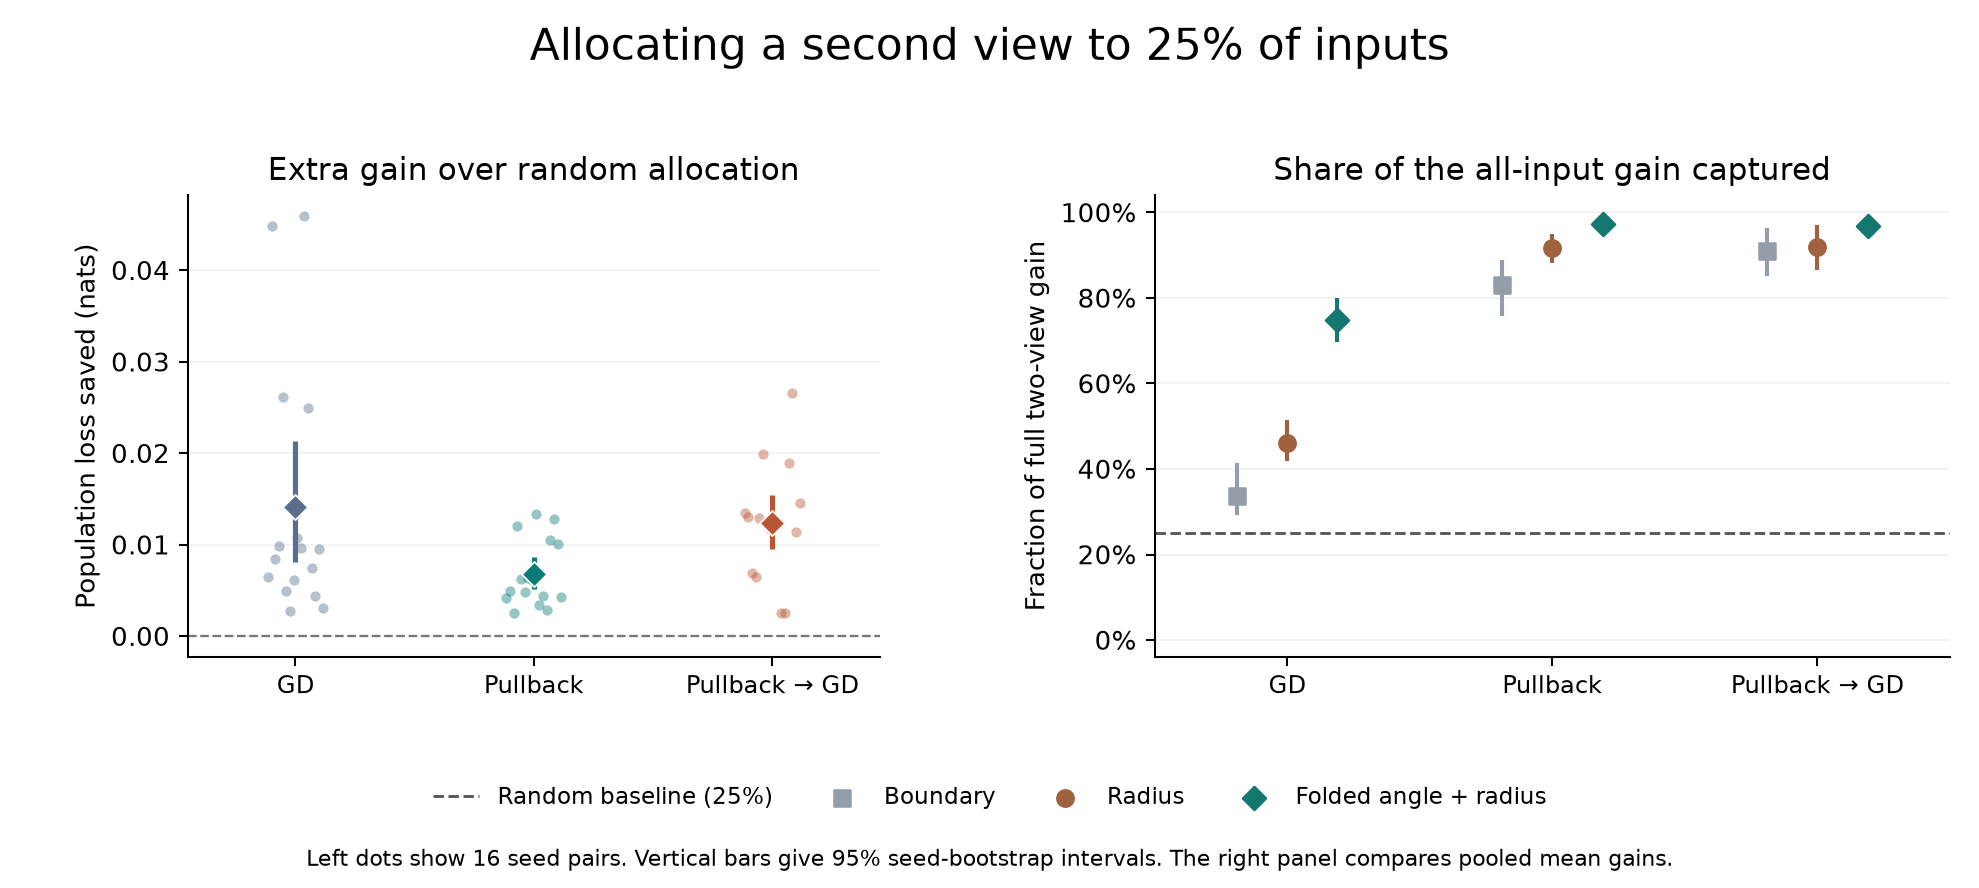 Allocating a second view to 25% of inputs
Extra gain over random allocation
Population loss saved (nats)
0.04
0.03
0.02
0.01
0.00
GD
Pullback
Pullback → GD
Share of the all-input gain captured
Fraction of full two-view gain
100%
80%
60%
40%
20%
0%
GD
Pullback
Pullback → GD
Random baseline (25%)
Boundary
Radius
Folded angle + radius
Left dots show 16 seed pairs. Vertical bars give 95% seed-bootstrap intervals. The right panel compares pooled mean gains.